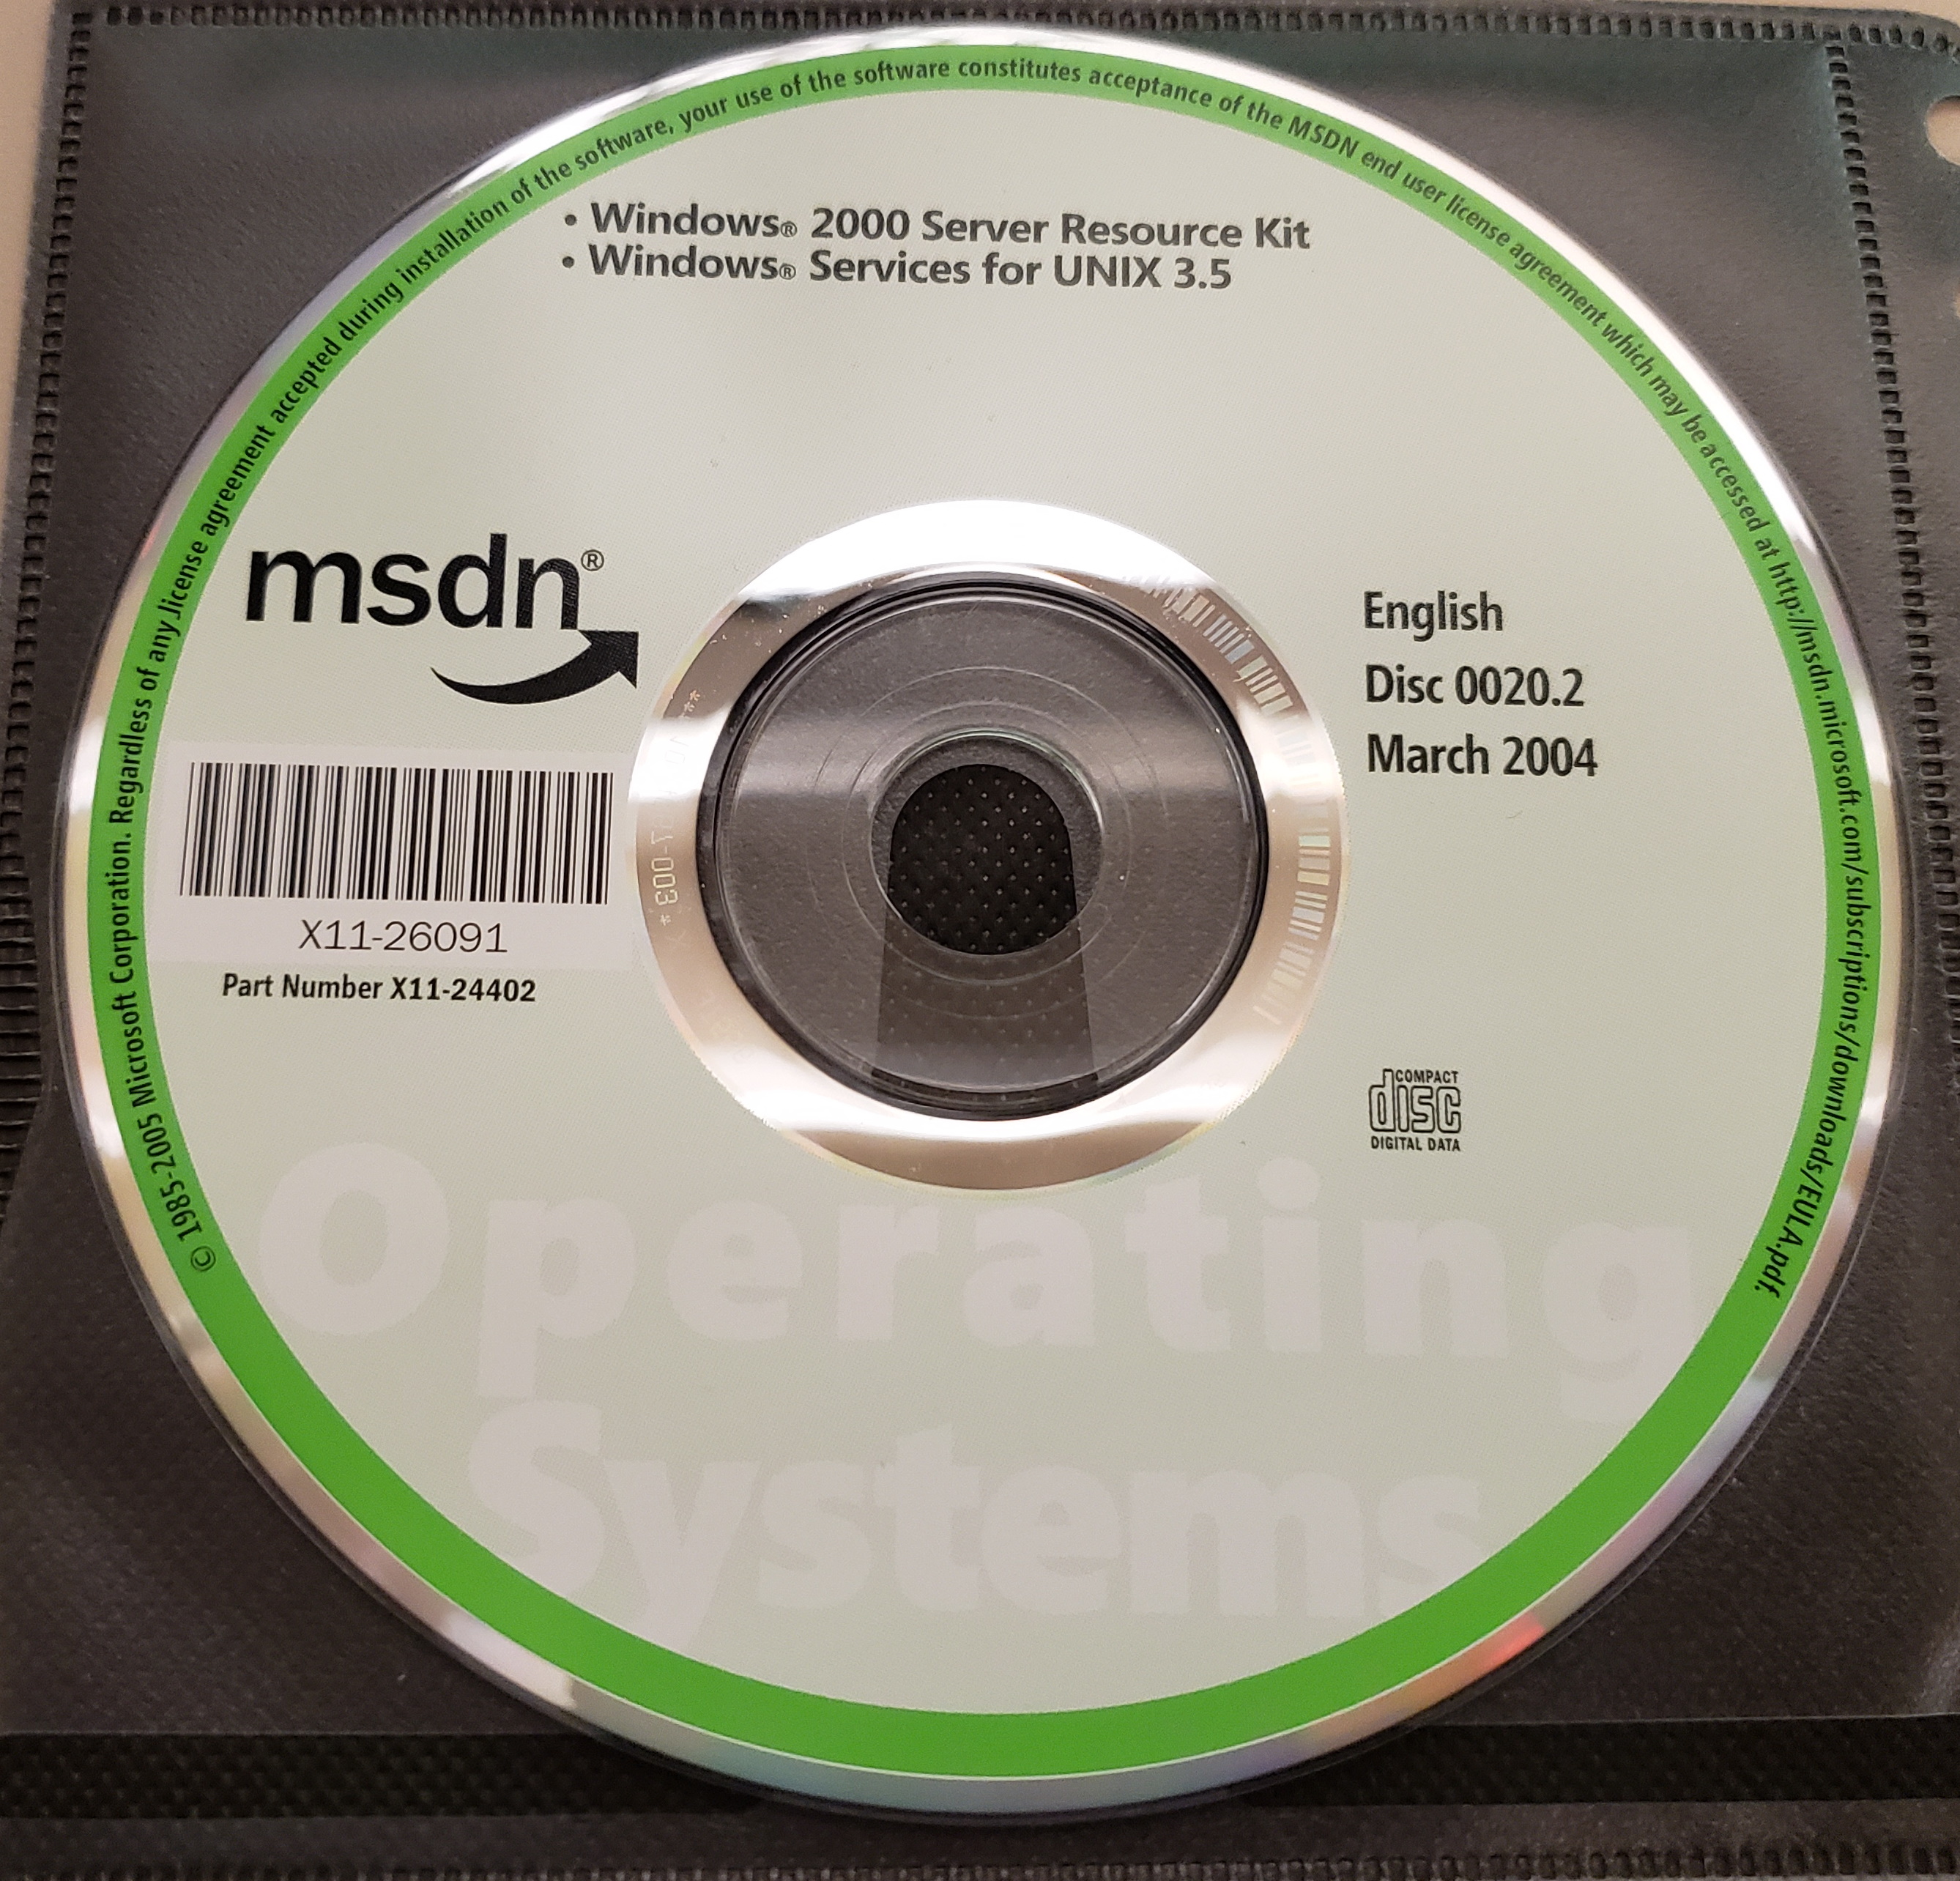 © 1985-2005 Microsoft Corporation. Regardless of any license agreement accepted during installation of the software, your use of the software constitutes acceptance of the MSDN end user license agreement which may be accessed at http://msdn.microsoft.com/subscriptions/downloads/EULA.pdf.
• Windows® 2000 Server Resource Kit
• Windows® Services for UNIX 3.5
msdn®
English
Disc 0020.2
March 2004
X11-26091
Part Number X11-24402
COMPACT
disc
DIGITAL DATA
Operating
Systems